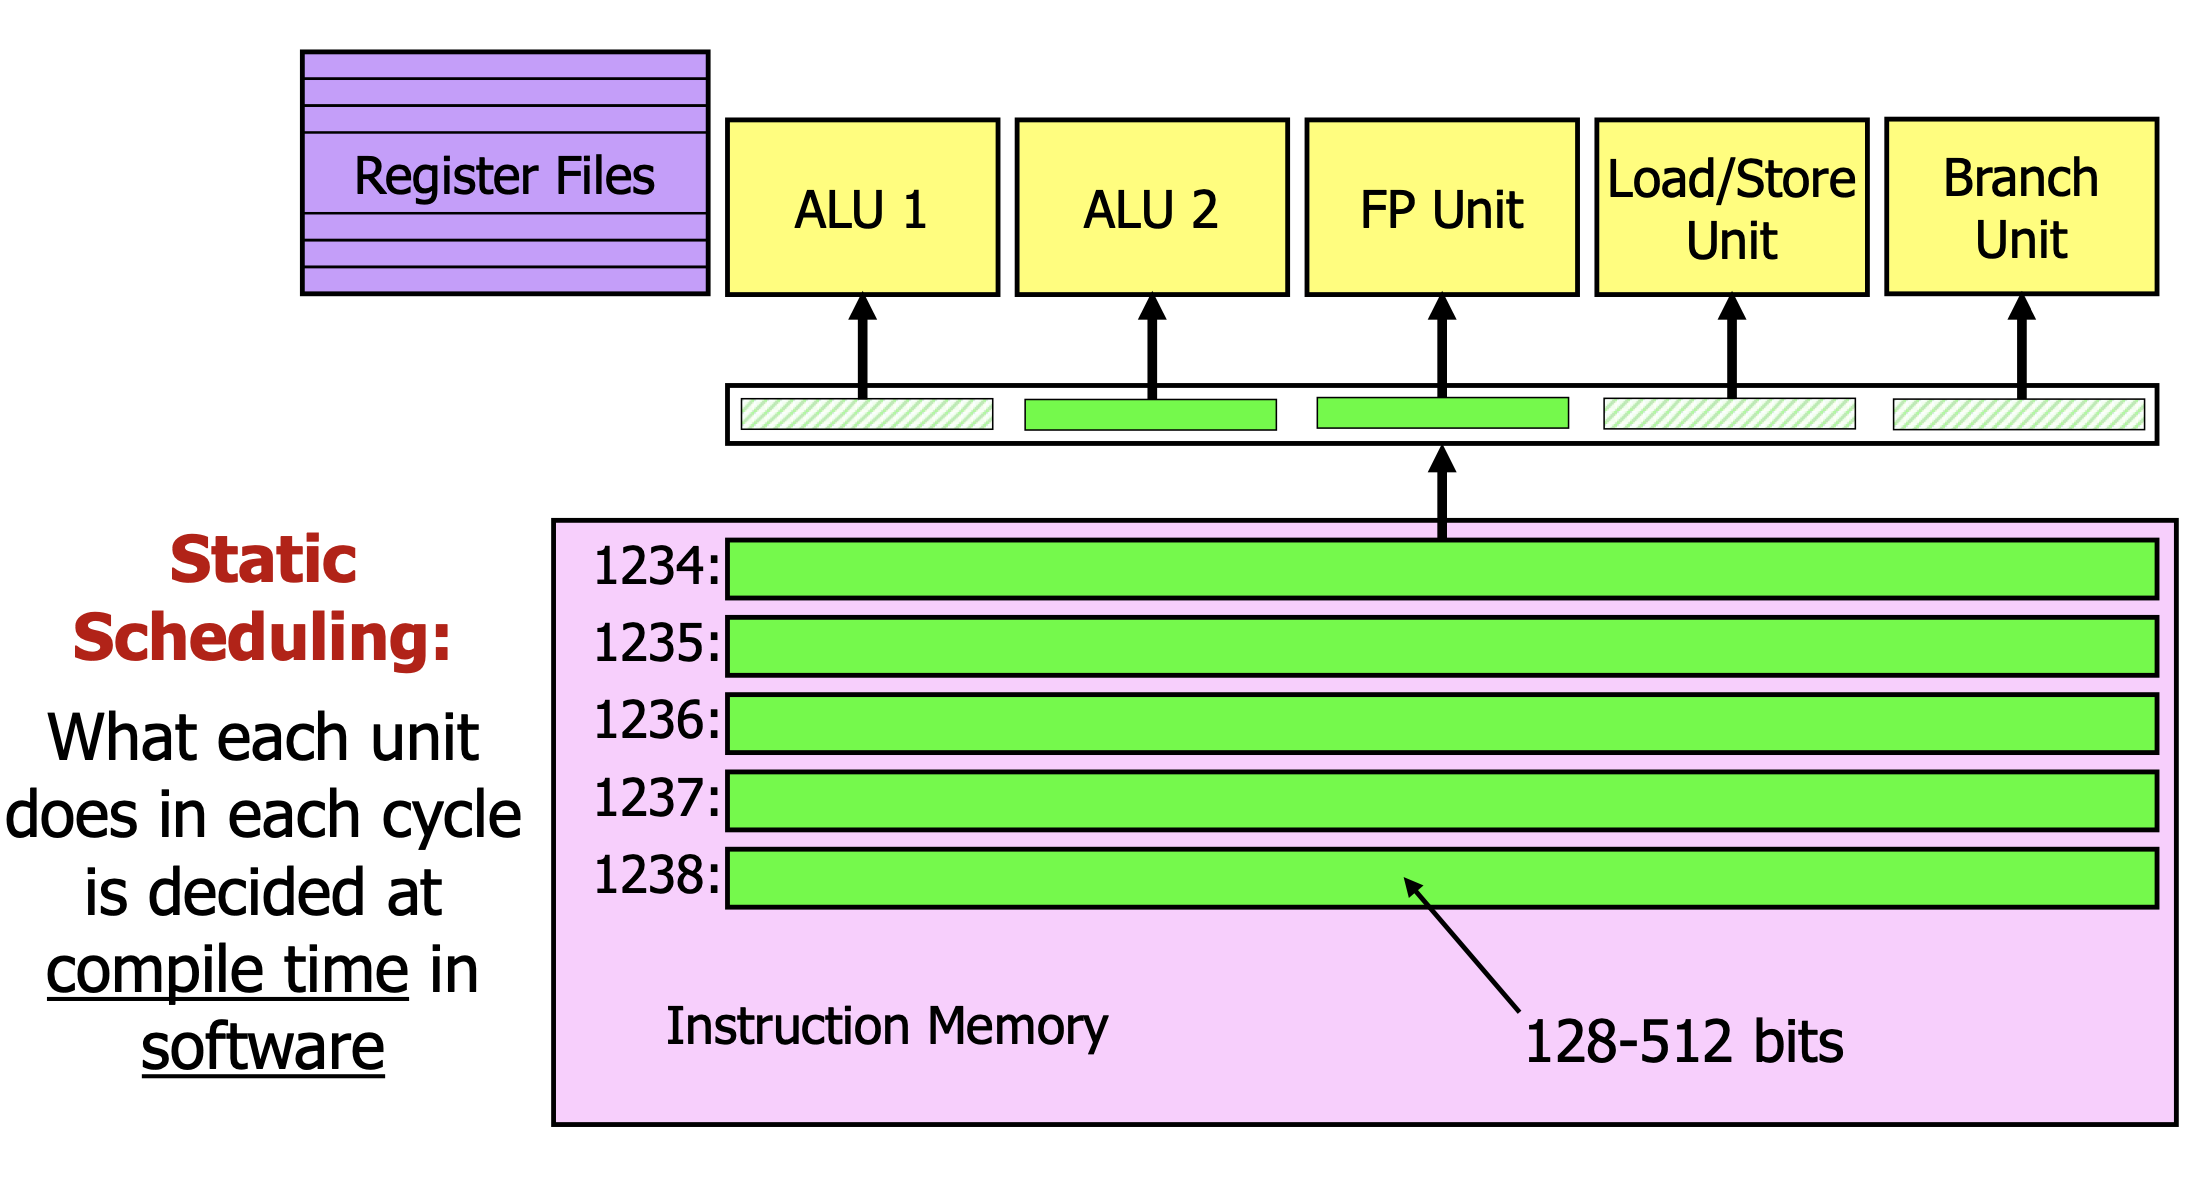 Register Files
ALU 1
ALU 2
FP Unit
Load/Store
Unit
Branch
Unit
Static
Scheduling:
What each unit
does in each cycle
is decided at
compile time in
software
1234:
1235:
1236:
1237:
1238:
Instruction Memory
128-512 bits